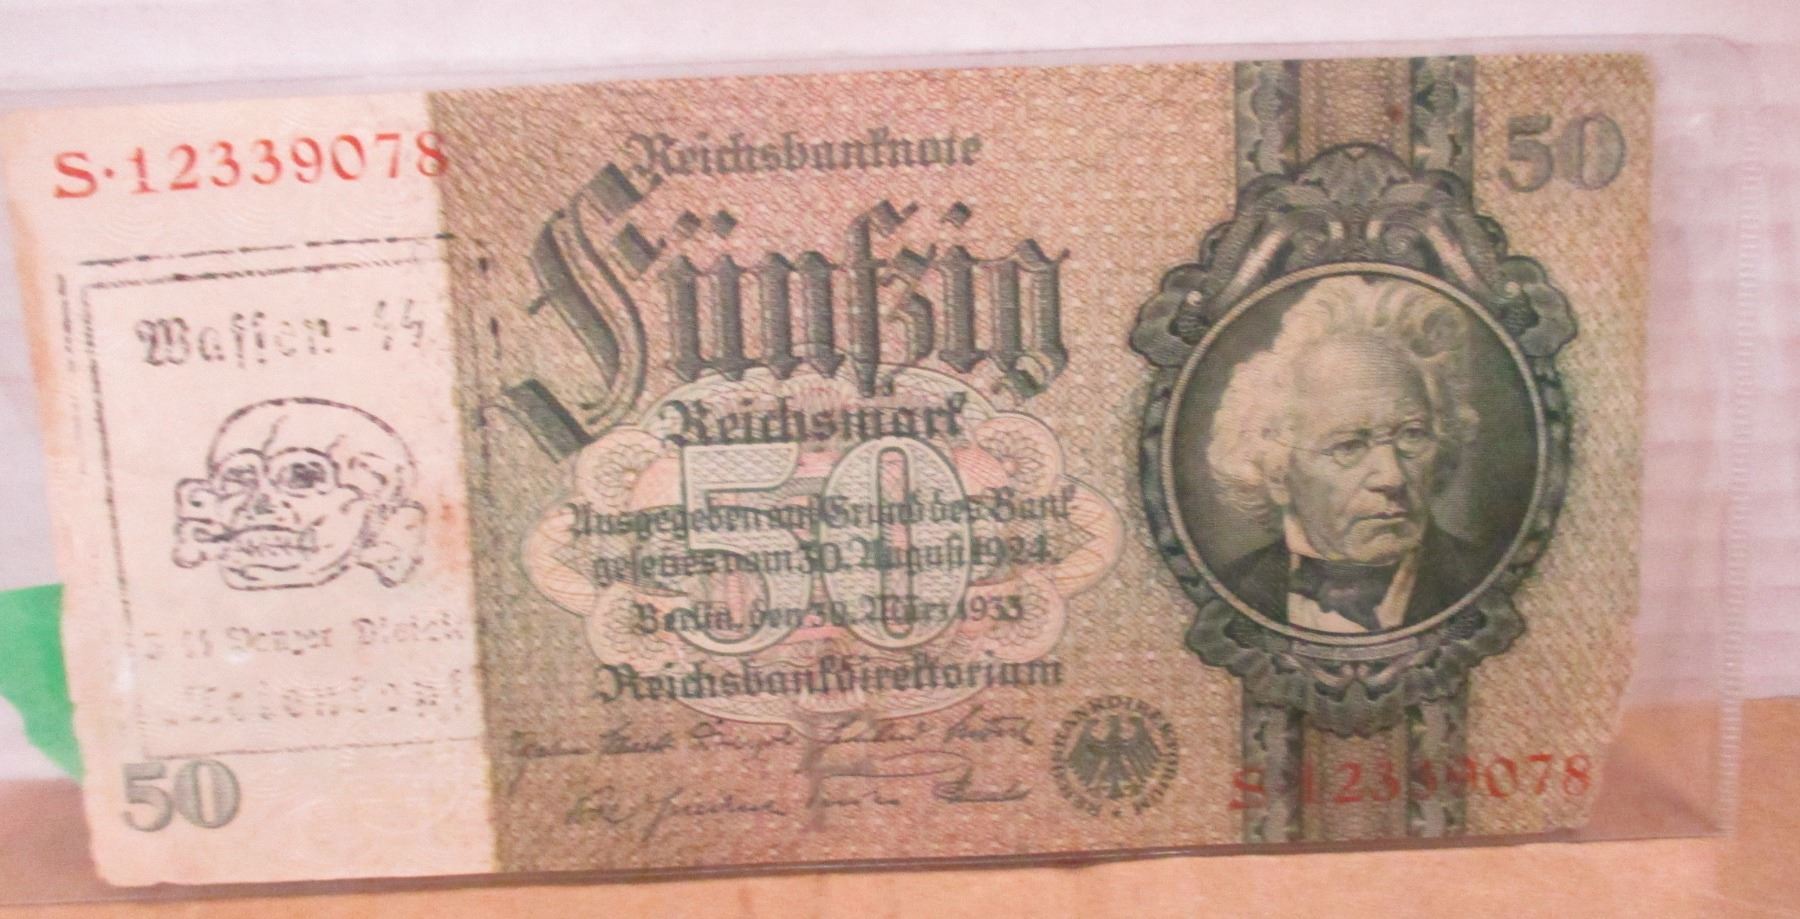 S·12339078
Waffen-SS
50
Reichsbanknote
Fünfzig
Reichsmark
50
Ausgegeben auf Grund des Bank
gesetzes vom 30. August 1924.
Berlin, den 30. März 1933
Reichsbankdirektorium
50
S·12339078